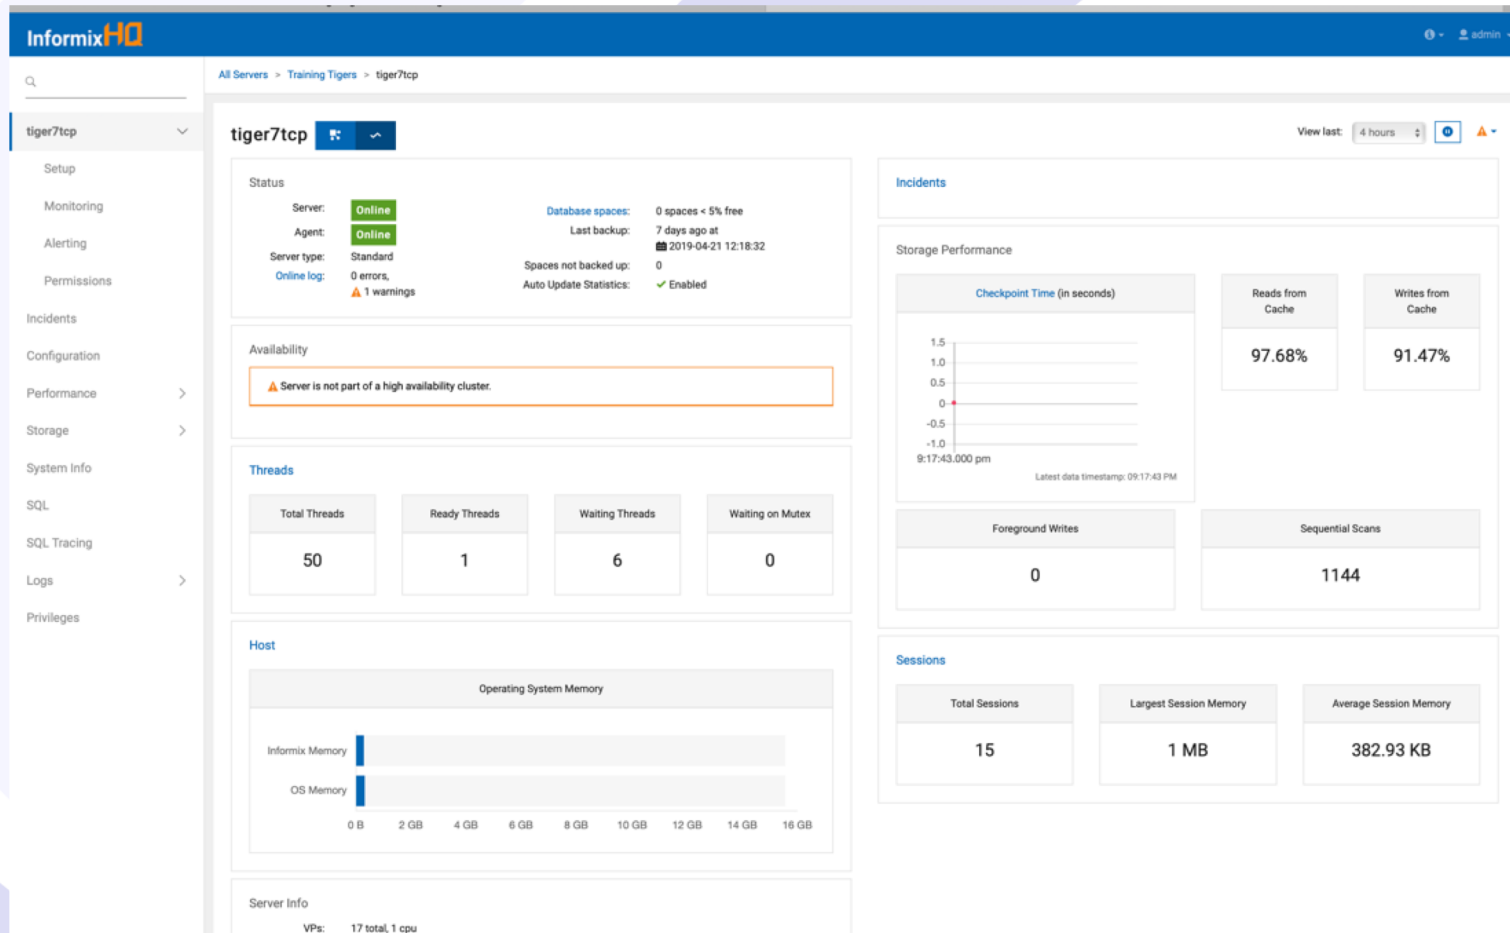 InformixHQ
admin
All Servers > Training Tigers > tiger7tcp
tiger7tcp
Setup
Monitoring
Alerting
Permissions
Incidents
Configuration
Performance
Storage
System Info
SQL
SQL Tracing
Logs
Privileges
tiger7tcp
View last: 4 hours
Status
Server: Online
Agent: Online
Server type: Standard
Online log: 0 errors,
1 warnings
Database spaces: 0 spaces < 5% free
Last backup: 7 days ago at
2019-04-21 12:18:32
Spaces not backed up: 0
Auto Update Statistics: Enabled
Availability
Server is not part of a high availability cluster.
Threads
Total Threads
50
Ready Threads
1
Waiting Threads
6
Waiting on Mutex
0
Host
Operating System Memory
Informix Memory
OS Memory
0 B 2 GB 4 GB 6 GB 8 GB 10 GB 12 GB 14 GB 16 GB
Server Info
VPs: 17 total, 1 cpu
Incidents
Storage Performance
Checkpoint Time (in seconds)
1.5
1.0
0.5
0
-0.5
-1.0
9:17:43.000 pm
Latest data timestamp: 09:17:43 PM
Reads from
Cache
97.68%
Writes from
Cache
91.47%
Foreground Writes
0
Sequential Scans
1144
Sessions
Total Sessions
15
Largest Session Memory
1 MB
Average Session Memory
382.93 KB